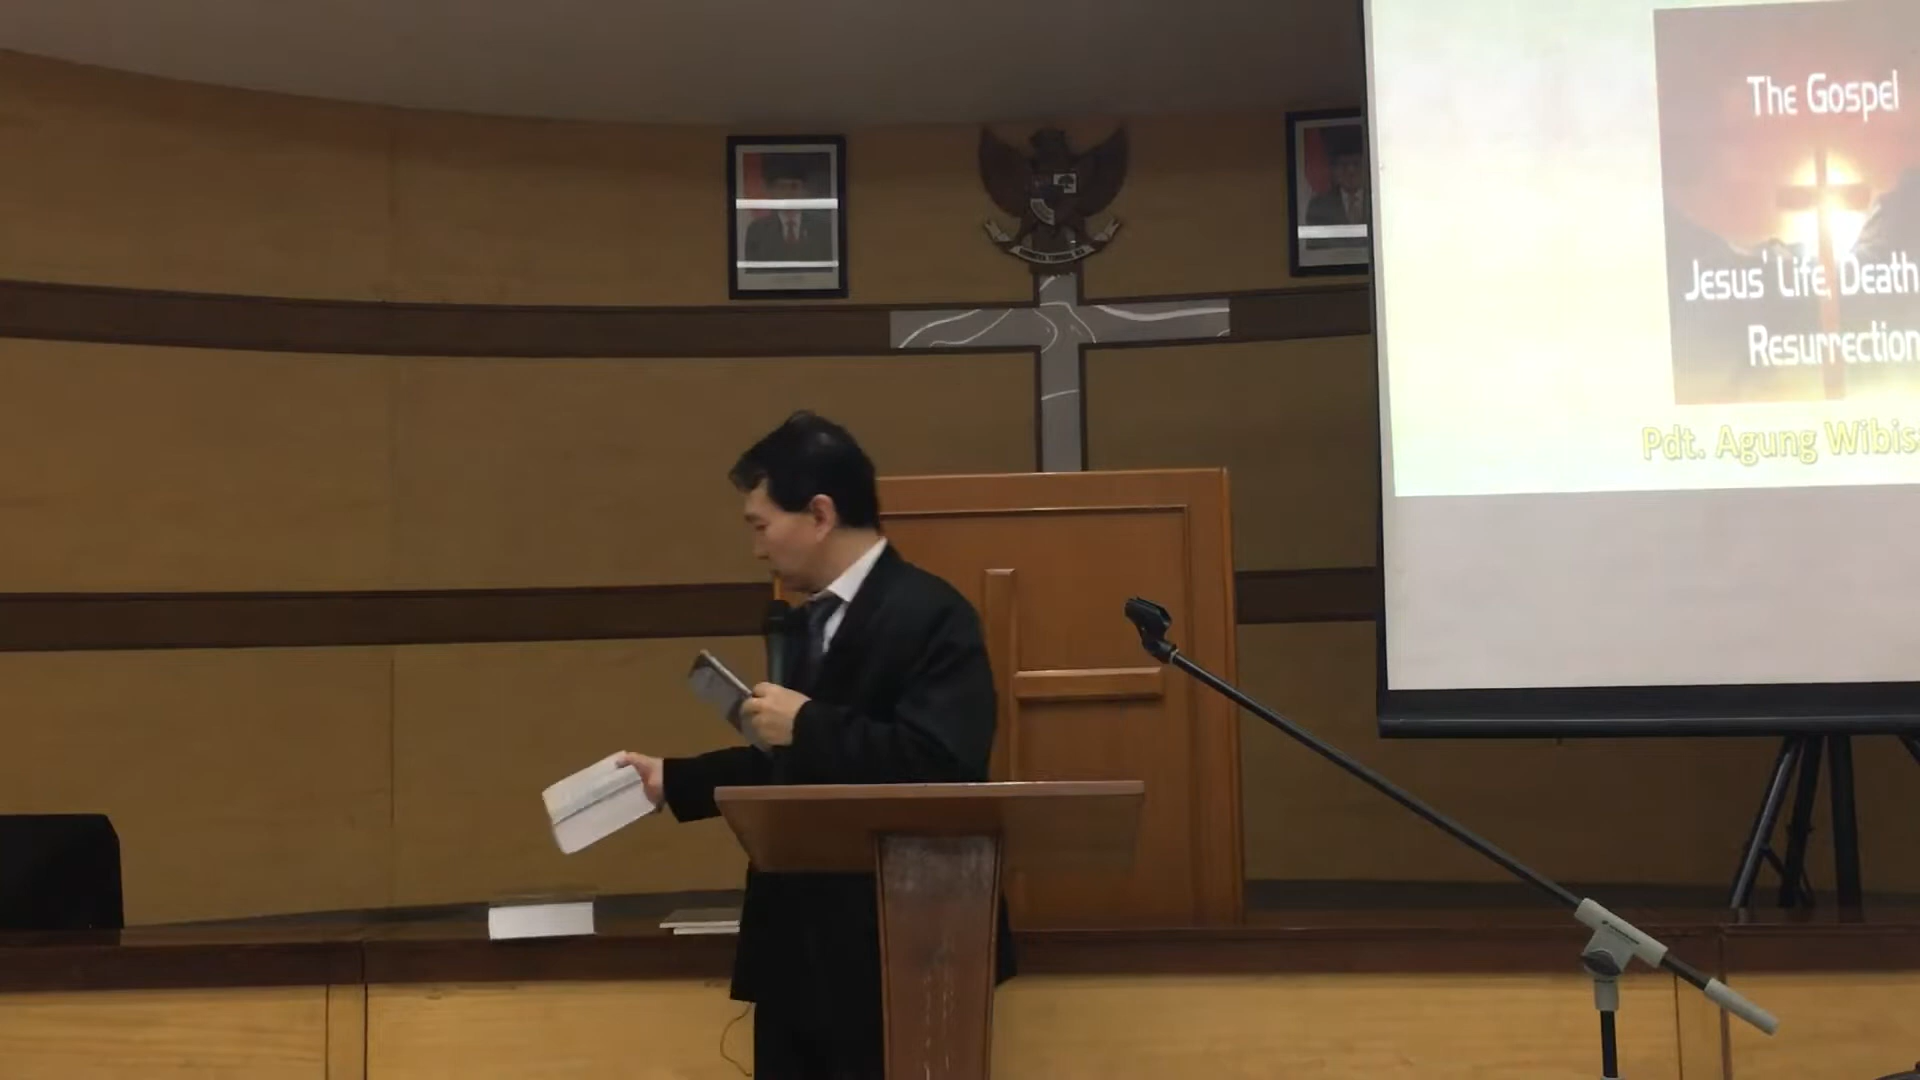 The Gospel
Jesus' Life, Death
Resurrection
Pdt. Agung Wibis